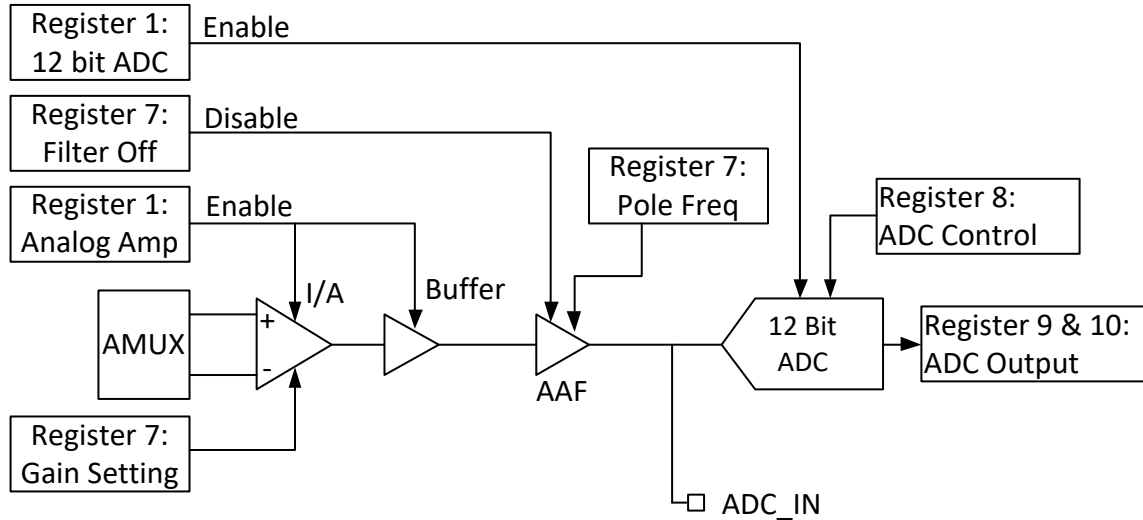 Register 1:
12 bit ADC
Enable
Register 7:
Filter Off
Disable
Register 7:
Pole Freq
Register 1:
Analog Amp
Enable
Register 8:
ADC Control
I/A
Buffer
AMUX
+
-
AAF
12 Bit
ADC
Register 9 & 10:
ADC Output
Register 7:
Gain Setting
ADC_IN